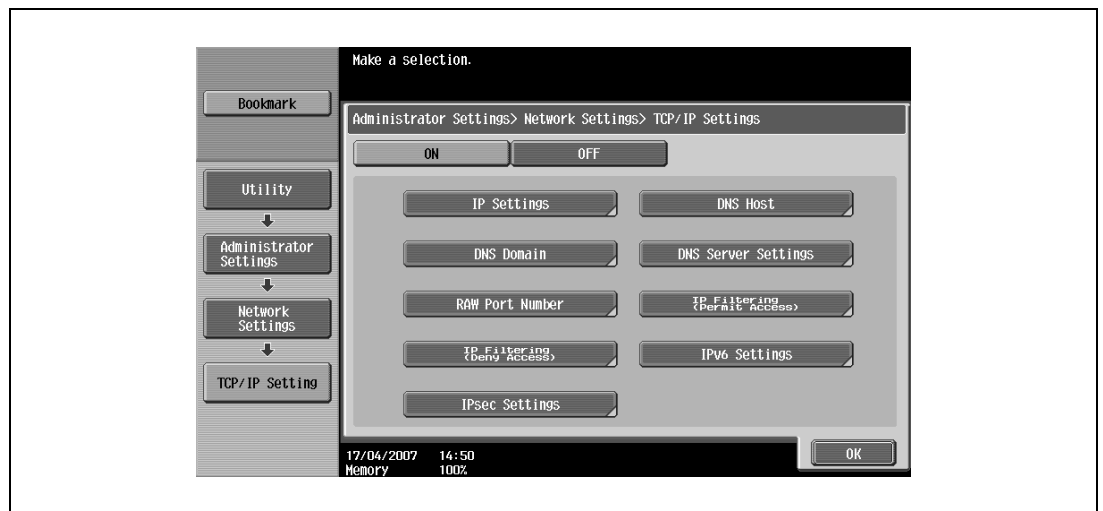 Make a selection.
Bookmark
Administrator Settings> Network Settings> TCP/IP Settings
ON
OFF
Utility
Administrator
Settings
Network
Settings
TCP/IP Setting
IP Settings
DNS Host
DNS Domain
DNS Server Settings
RAW Port Number
IP Filtering
(Permit Access)
IP Filtering
(Deny Access)
IPv6 Settings
IPsec Settings
17/04/2007 14:50
Memory 100%
OK